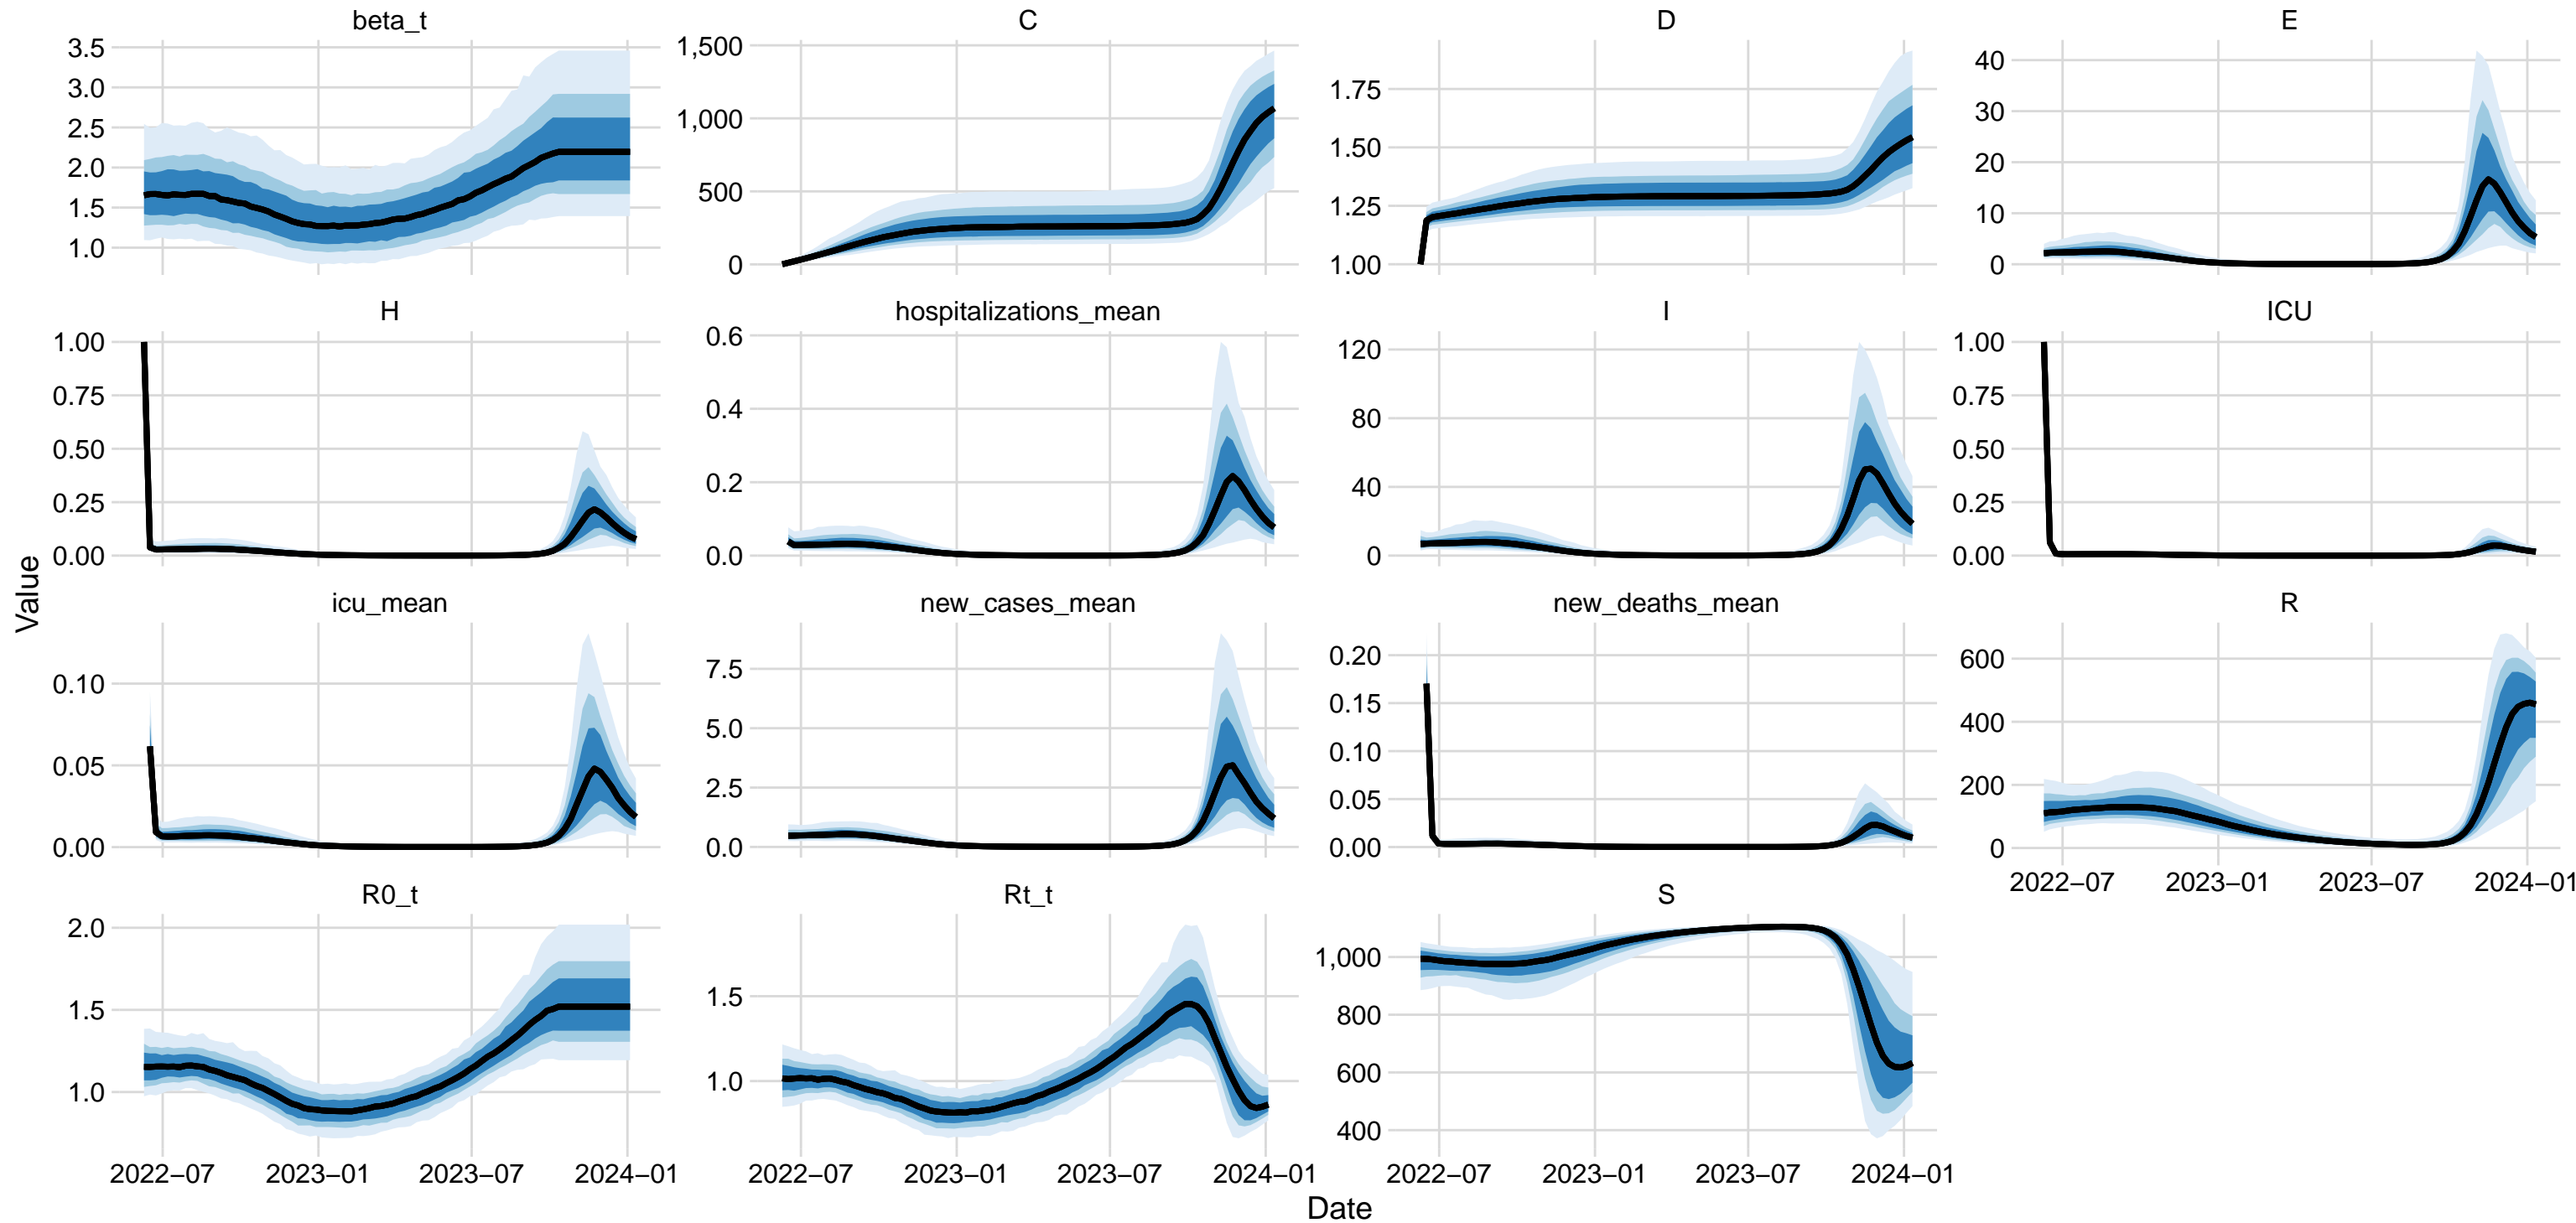 beta_t
C
D
E
3.5
3.0
2.5
2.0
1.5
1.0
1,500
1,000
500
0
1.75
1.50
1.25
1.00
40
30
20
10
0
H
hospitalizations_mean
I
ICU
1.00
0.75
0.50
0.25
0.00
0.6
0.4
0.2
0.0
120
80
40
0
1.00
0.75
0.50
0.25
0.00
Value
icu_mean
new_cases_mean
new_deaths_mean
R
0.10
0.05
0.00
7.5
5.0
2.5
0.0
0.20
0.15
0.10
0.05
0.00
600
400
200
0
2022−07 2023−01 2023−07 2024−01
R0_t
Rt_t
S
2.0
1.5
1.0
1.5
1.0
1,000
800
600
400
2022−07 2023−01 2023−07 2024−01
2022−07 2023−01 2023−07 2024−01
2022−07 2023−01 2023−07 2024−01
Date